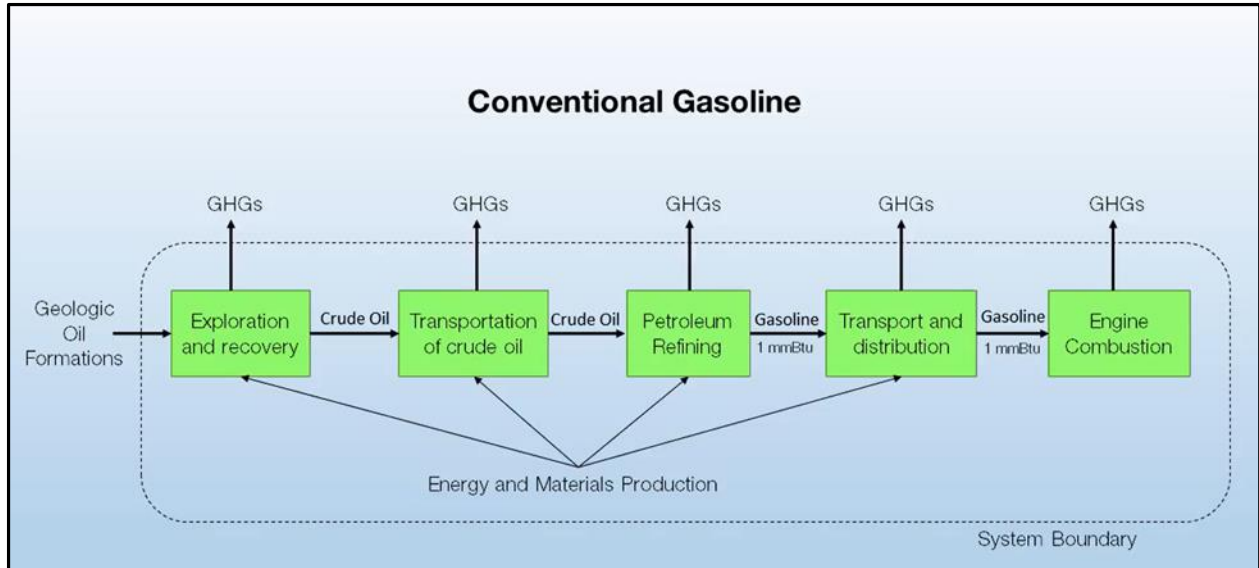 Conventional Gasoline
GHGs
GHGs
GHGs
GHGs
GHGs
Geologic
Oil
Formations
Exploration
and recovery
Crude Oil
Transportation
of crude oil
Crude Oil
Petroleum
Refining
Gasoline
1 mmBtu
Transport and
distribution
Gasoline
1 mmBtu
Engine
Combustion
Energy and Materials Production
System Boundary